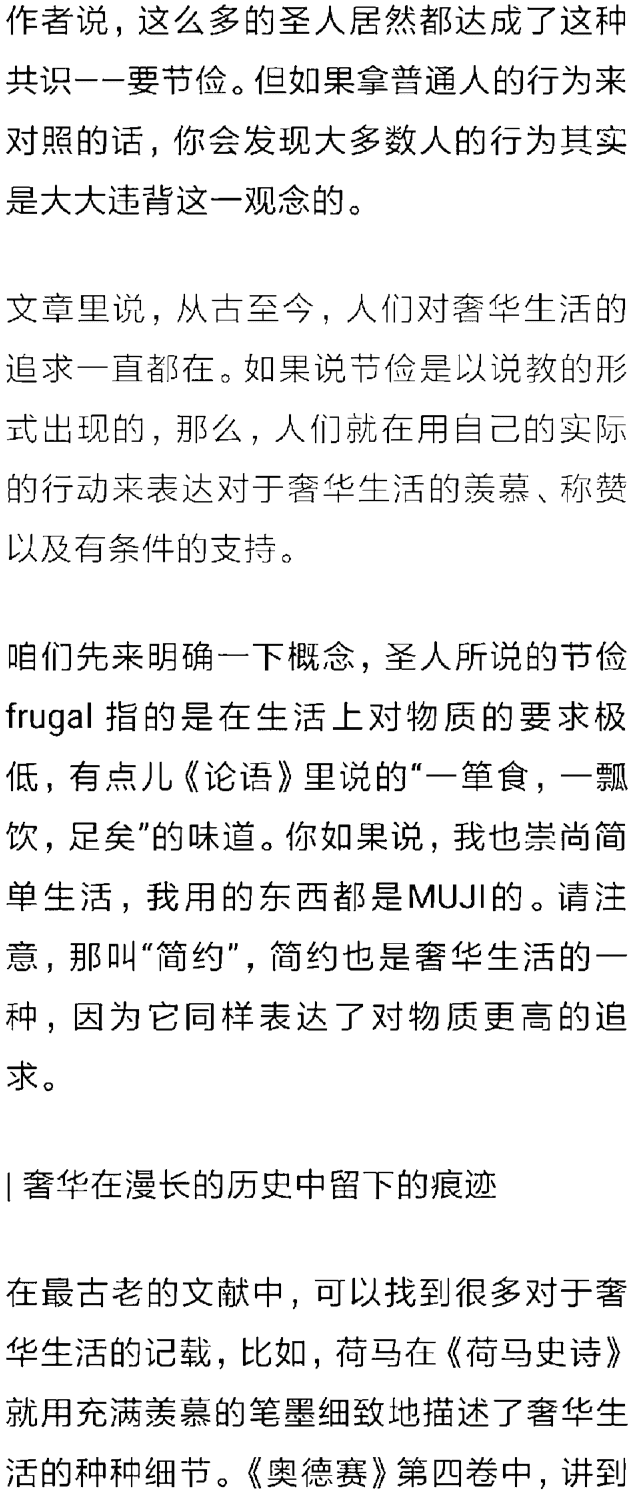 作者说，这么多的圣人居然都达成了这种
共识——要节俭。但如果拿普通人的行为来
对照的话，你会发现大多数人的行为其实
是大大违背这一观念的。
文章里说，从古至今，人们对奢华生活的
追求一直都在。如果说节俭是以说教的形
式出现的，那么，人们就在用自己的实际
的行动来表达对于奢华生活的羡慕、称赞
以及有条件的支持。
咱们先来明确一下概念，圣人所说的节俭
frugal 指的是在生活上对物质的要求极
低，有点儿《论语》里说的“一箪食，一瓢
饮，足矣”的味道。你如果说，我也崇尚简
单生活，我用的东西都是MUJI的。请注
意，那叫“简约”，简约也是奢华生活的一
种，因为它同样表达了对物质更高的追
求。
| 奢华在漫长的历史中留下的痕迹
在最古老的文献中，可以找到很多对于奢
华生活的记载，比如，荷马在《荷马史诗》
就用充满羡慕的笔墨细致地描述了奢华生
活的种种细节。《奥德赛》第四卷中，讲到